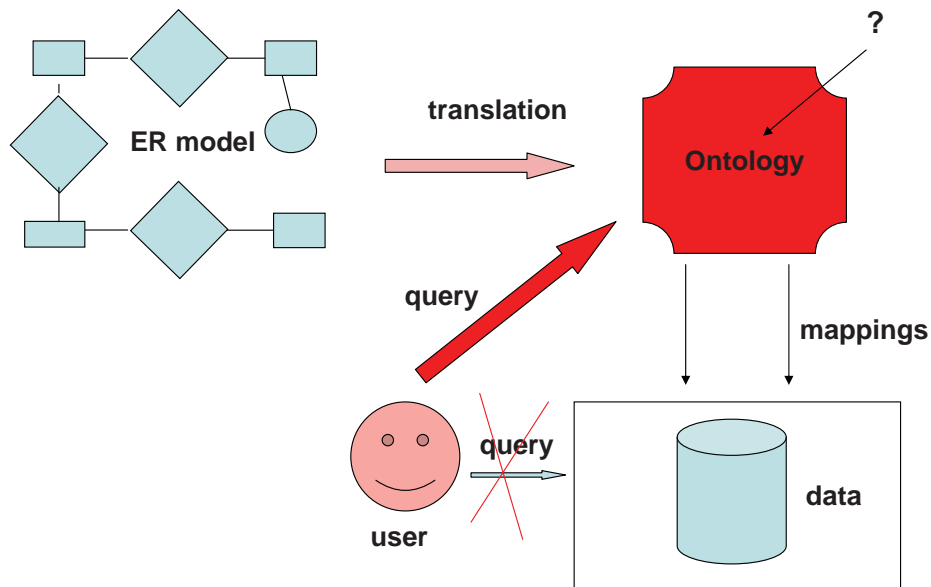 ?
translation
ER model
Ontology
query
mappings
query
data
user